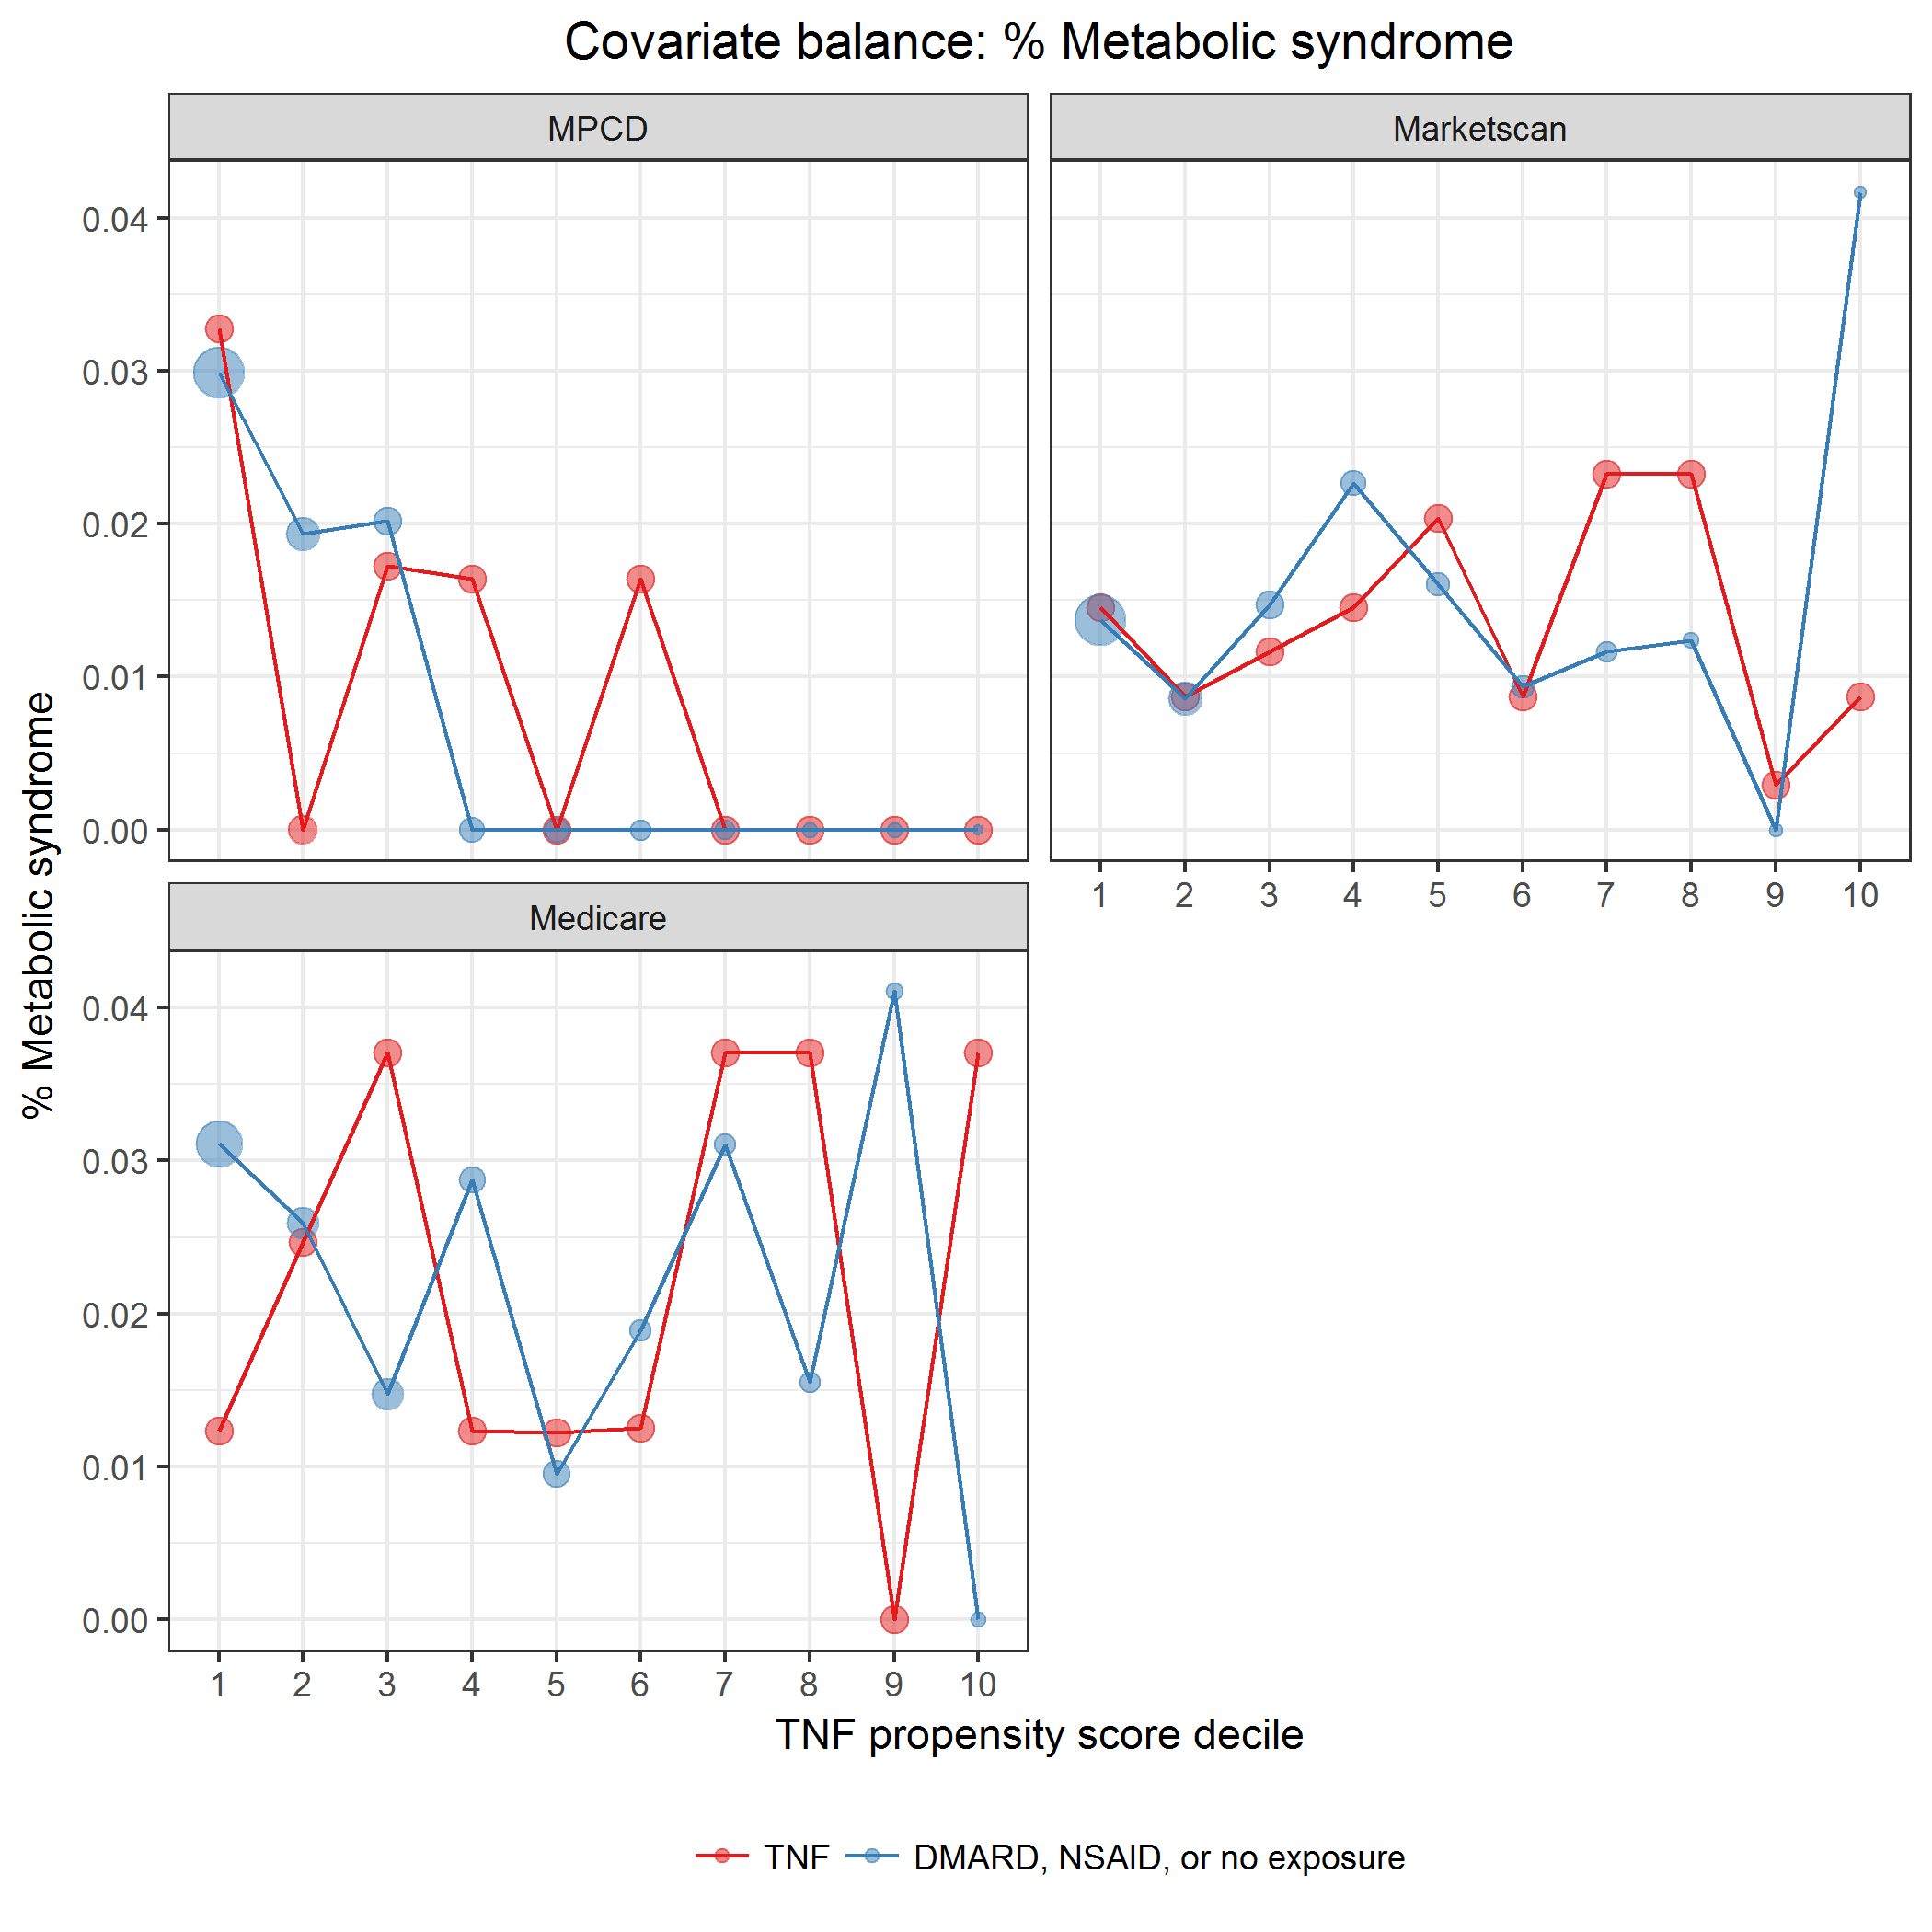 Covariate balance: % Metabolic syndrome
MPCD
Marketscan
0.04
0.03
0.02
0.01
0.00
1 2 3 4 5 6 7 8 9 10
Medicare
0.04
0.03
0.02
0.01
0.00
1 2 3 4 5 6 7 8 9 10
% Metabolic syndrome
TNF propensity score decile
TNF DMARD, NSAID, or no exposure